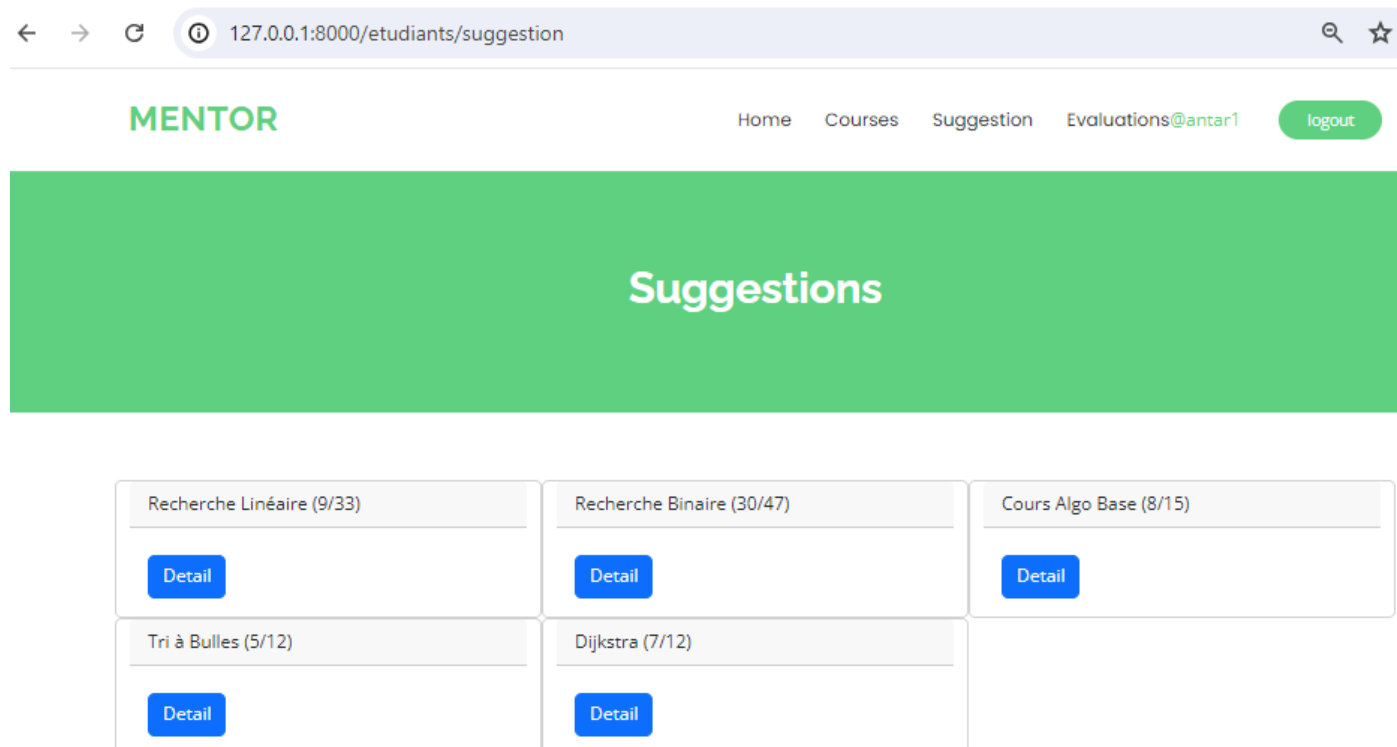 127.0.0.1:8000/etudiants/suggestion
MENTOR Home Courses Suggestion Evaluations@antar1 logout
Suggestions
Recherche Linéaire (9/33) Recherche Binaire (30/47) Cours Algo Base (8/15)
Detail Detail Detail
Tri à Bulles (5/12) Dijkstra (7/12)
Detail Detail